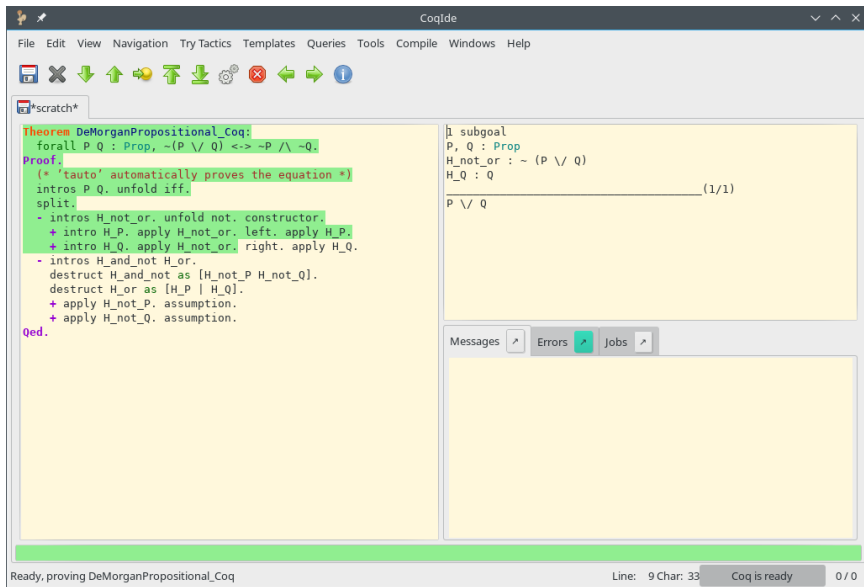 CoqIde
File Edit View Navigation Try Tactics Templates Queries Tools Compile Windows Help
*scratch*
Theorem DeMorganPropositional_Coq:
  forall P Q : Prop, ~(P \/ Q) <-> ~P /\ ~Q.
Proof.
  (* 'tauto' automatically proves the equation *)
  intros P Q. unfold iff.
  split.
  - intros H_not_or. unfold not. constructor.
    + intro H_P. apply H_not_or. left. apply H_P.
    + intro H_Q. apply H_not_or. right. apply H_Q.
  - intros H_and_not H_or.
    destruct H_and_not as [H_not_P H_not_Q].
    destruct H_or as [H_P | H_Q].
    + apply H_not_P. assumption.
    + apply H_not_Q. assumption.
Qed.
1 subgoal
P, Q : Prop
H_not_or : ~ (P \/ Q)
H_Q : Q
______________________________________(1/1)
P \/ Q
Messages Errors Jobs
Ready, proving DeMorganPropositional_Coq Line: 9 Char: 33 Coq is ready 0 / 0